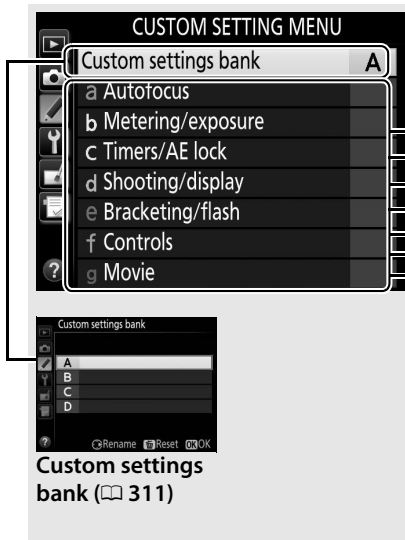 CUSTOM SETTING MENU
Custom settings bank A
a Autofocus
b Metering/exposure
c Timers/AE lock
d Shooting/display
e Bracketing/flash
f Controls
g Movie
?
Custom settings bank
A
B
C
D
? Rename Reset OK OK
Custom settings
bank (📖 311)